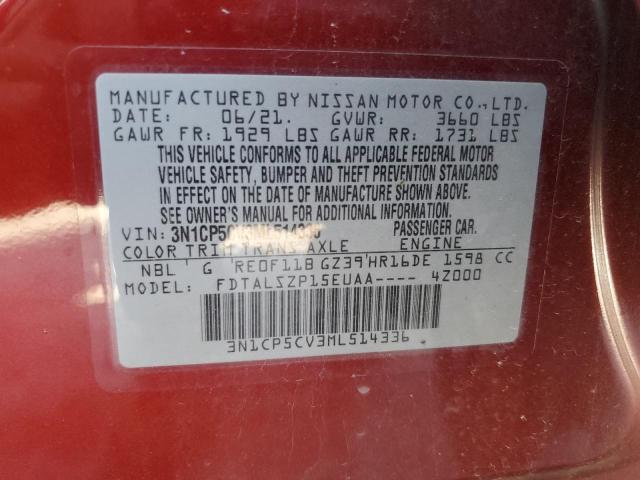 MANUFACTURED BY NISSAN MOTOR CO.,LTD.
DATE: 06/21. GVWR: 3660 LBS
GAWR FR: 1929 LBS GAWR RR: 1731 LBS
THIS VEHICLE CONFORMS TO ALL APPLICABLE FEDERAL MOTOR
VEHICLE SAFETY, BUMPER AND THEFT PREVENTION STANDARDS
IN EFFECT ON THE DATE OF MANUFACTURE SHOWN ABOVE.
SEE OWNER'S MANUAL FOR ADDITIONAL INFORMATION.
VIN: 3N1CP5CV3ML514336 PASSENGER CAR.
COLOR TRIM TRANS AXLE ENGINE
NBL G RE0F11B GZ39 HR16DE 1598 CC
MODEL: FDTALSZP15EUAA---- 4Z000
3N1CP5CV3ML514336